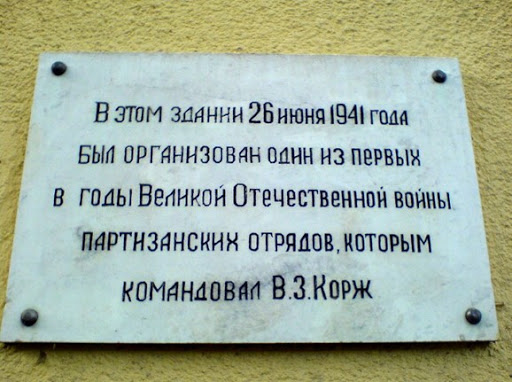 В этом здании 26 июня 1941 года
был организован один из первых
в годы Великой Отечественной войны
партизанских отрядов, которым
командовал В.З.Корж